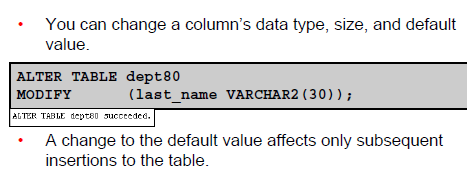 • You can change a column's data type, size, and default
value.
ALTER TABLE dept80
MODIFY (last_name VARCHAR2(30));
ALTER TABLE dept80 succeeded.
• A change to the default value affects only subsequent
insertions to the table.